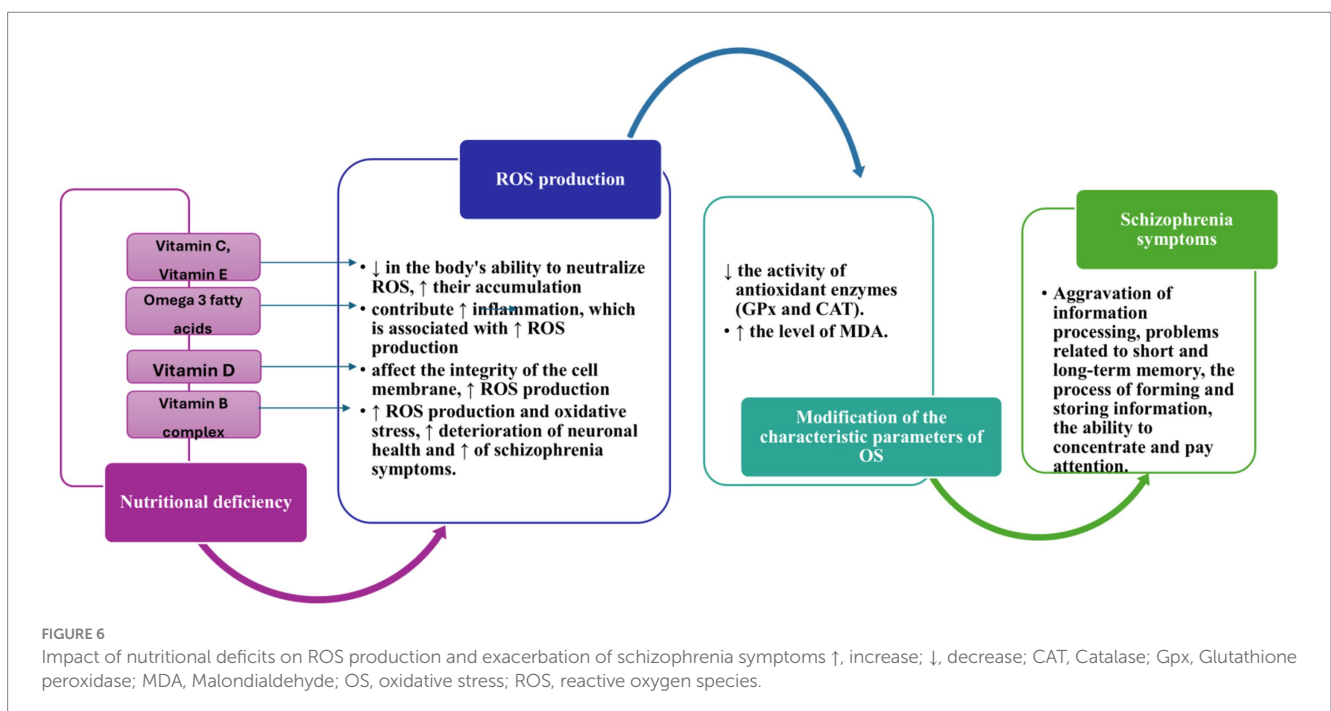 Vitamin C,
Vitamin E
Omega 3 fatty
acids
Vitamin D
Vitamin B
complex
Nutritional deficiency
ROS production
• ↓ in the body's ability to neutralize
ROS, ↑ their accumulation
• contribute ↑ inflammation, which
is associated with ↑ ROS
production
• affect the integrity of the cell
membrane, ↑ ROS production
• ↑ ROS production and oxidative
stress, ↑ deterioration of neuronal
health and ↑ of schizophrenia
symptoms.
↓ the activity of
antioxidant enzymes
(GPx and CAT).
• ↑ the level of MDA.
Modification of the
characteristic parameters of
OS
Schizophrenia
symptoms
• Aggravation of
information
processing, problems
related to short and
long-term memory, the
process of forming and
storing information,
the ability to
concentrate and pay
attention.
FIGURE 6
Impact of nutritional deficits on ROS production and exacerbation of schizophrenia symptoms ↑, increase; ↓, decrease; CAT, Catalase; Gpx, Glutathione
peroxidase; MDA, Malondialdehyde; OS, oxidative stress; ROS, reactive oxygen species.